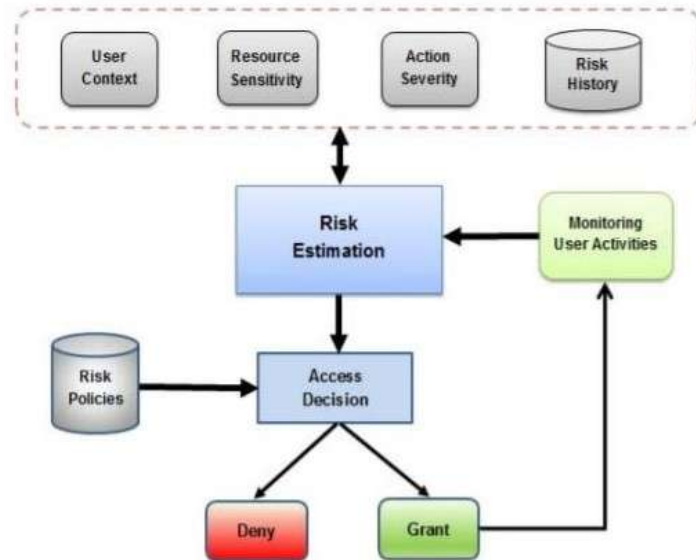 User
Context
Resource
Sensitivity
Action
Severity
Risk
History
Risk
Estimation
Monitoring
User Activities
Risk
Policies
Access
Decision
Deny
Grant